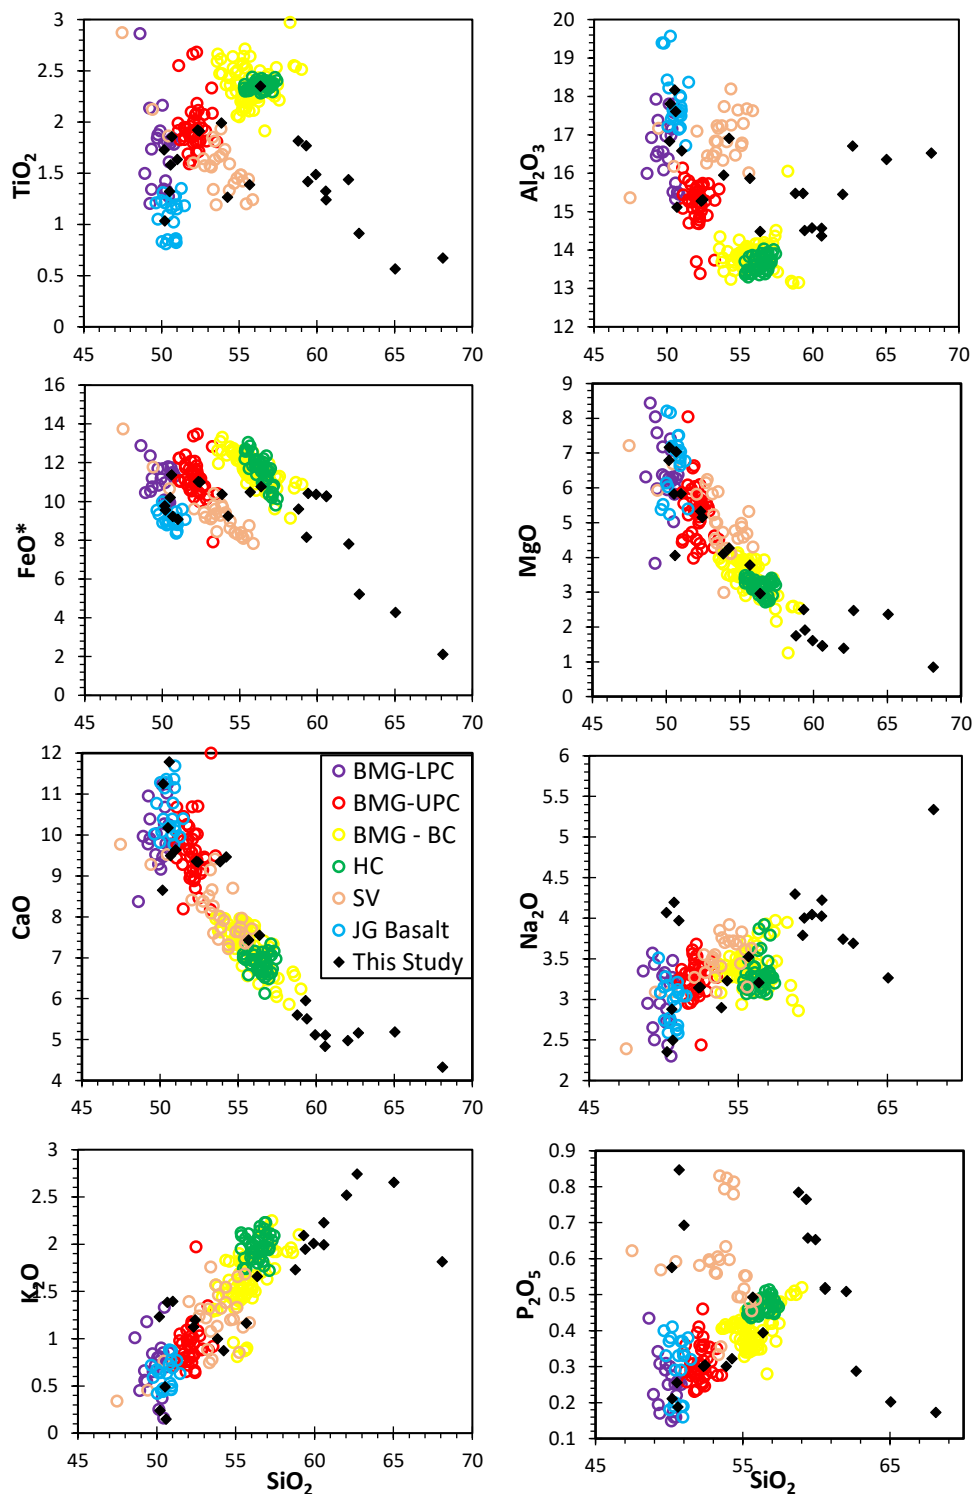 3
2.5
2
1.5
1
0.5
0
TiO2
45 50 55 60 65 70
20
19
18
17
16
15
14
13
12
Al2O3
45 50 55 60 65 70
16
14
12
10
8
6
4
2
0
FeO*
45 50 55 60 65 70
9
8
7
6
5
4
3
2
1
0
MgO
45 50 55 60 65 70
12
11
10
9
8
7
6
5
4
CaO
45 50 55 60 65 70
BMG-LPC
BMG-UPC
BMG - BC
HC
SV
JG Basalt
This Study
6
5.5
5
4.5
4
3.5
3
2.5
2
Na2O
45 55 65
3
2.5
2
1.5
1
0.5
0
K2O
45 50 55 60 65 70
SiO2
0.9
0.8
0.7
0.6
0.5
0.4
0.3
0.2
0.1
P2O5
45 55 65
SiO2